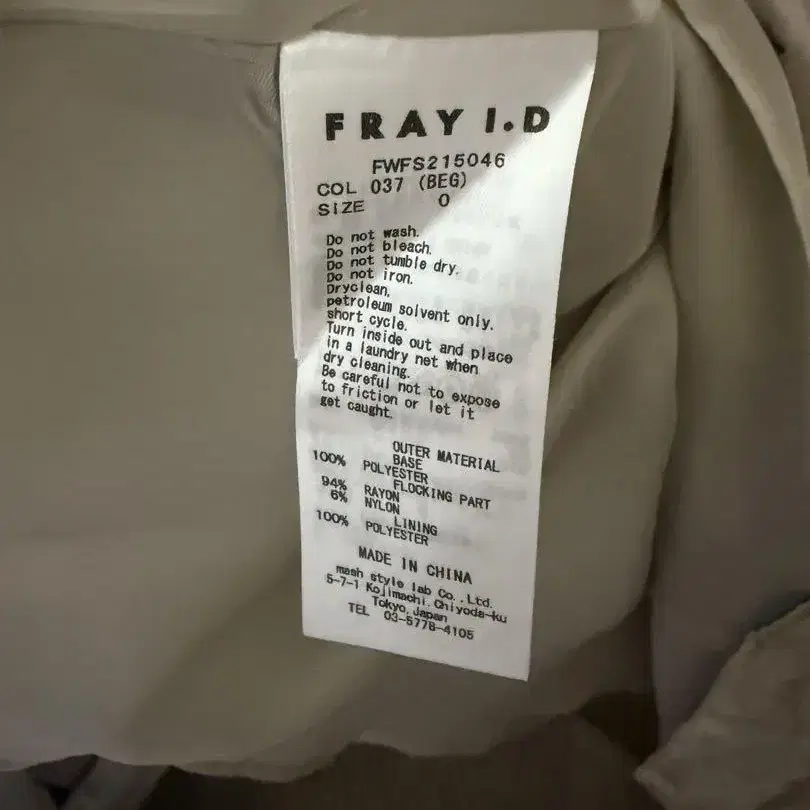 FRAY I.D
FWFS215046
COL 037 (BEG)
SIZE 0
Do not wash.
Do not bleach.
Do not tumble dry.
Do not iron.
Dryclean,
petroleum solvent only.
short cycle.
Turn inside out and place
in a laundry net when
dry cleaning.
Be careful not to expose
to friction or let it
get caught.
OUTER MATERIAL
BASE
100% POLYESTER
FLOCKING PART
94% RAYON
6% NYLON
LINING
100% POLYESTER
MADE IN CHINA
mash style lab Co.,Ltd.
5-7-1 Kojimachi, Chiyoda-ku
Tokyo, Japan
TEL 03-5778-4105